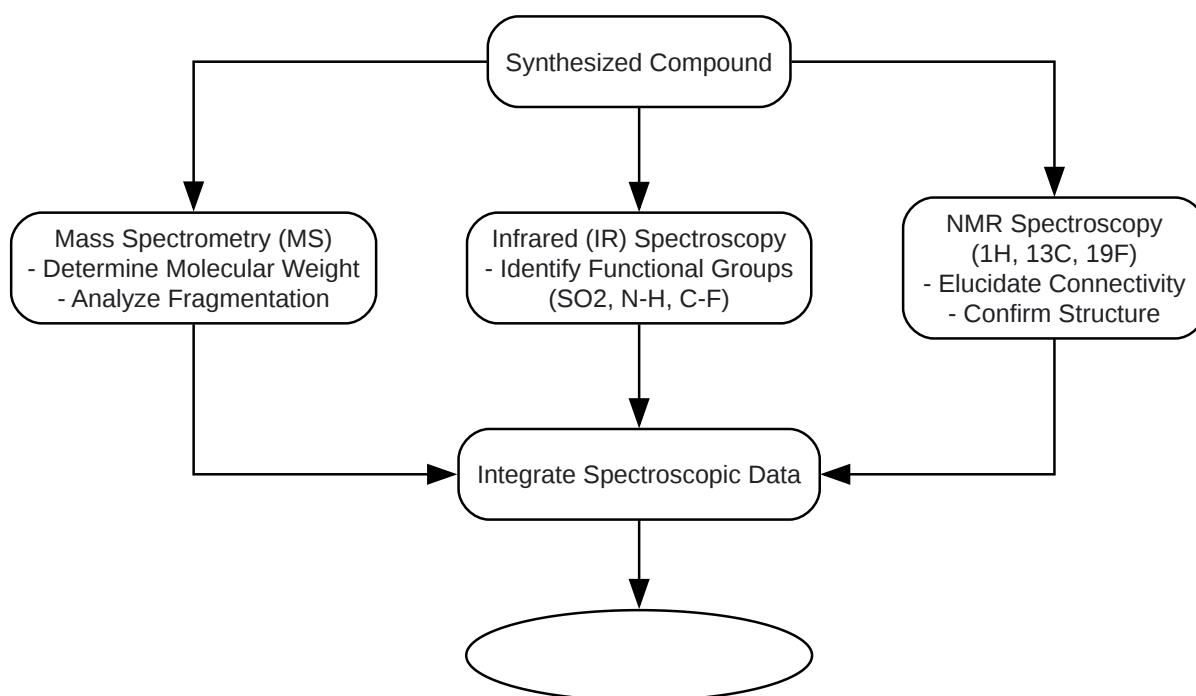 Synthesized Compound
Mass Spectrometry (MS)
- Determine Molecular Weight
- Analyze Fragmentation
Infrared (IR) Spectroscopy
- Identify Functional Groups
(SO2, N-H, C-F)
NMR Spectroscopy
(1H, 13C, 19F)
- Elucidate Connectivity
- Confirm Structure
Integrate Spectroscopic Data